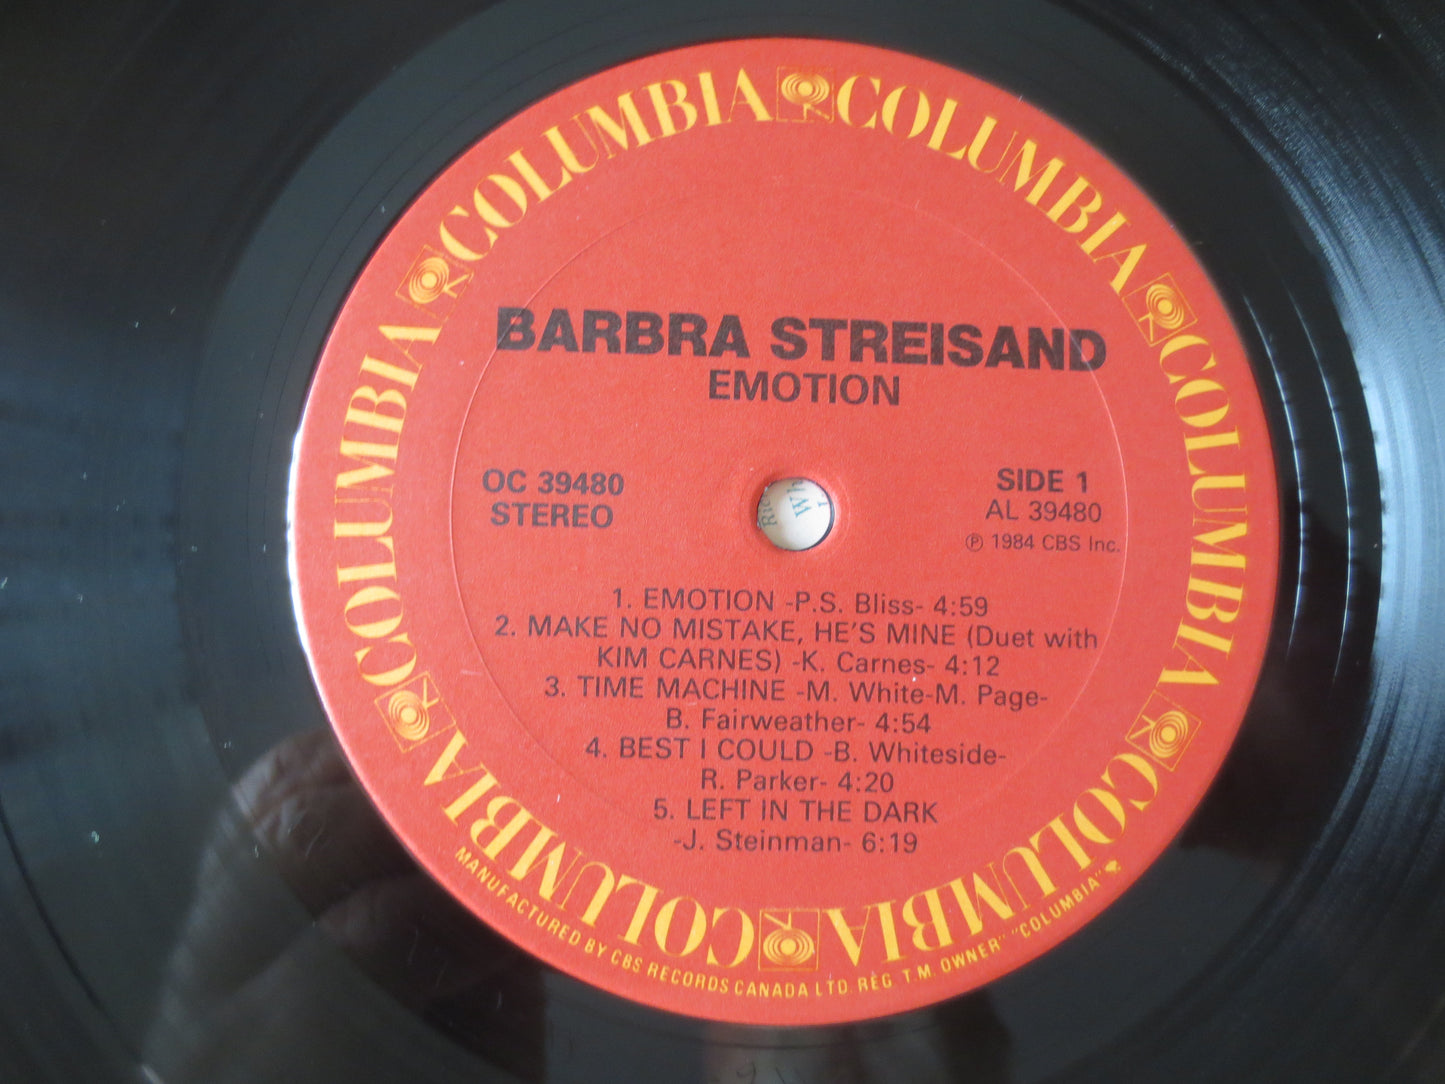 COLUMBIA COLUMBIA COLUMBIA COLUMBIA COLUMBIA COLUMBIA
BARBRA STREISAND
EMOTION
OC 39480
STEREO
SIDE 1
AL 39480
℗ 1984 CBS Inc.
1. EMOTION -P.S. Bliss- 4:59
2. MAKE NO MISTAKE, HE'S MINE (Duet with
KIM CARNES) -K. Carnes- 4:12
3. TIME MACHINE -M. White-M. Page-
B. Fairweather- 4:54
4. BEST I COULD -B. Whiteside-
R. Parker- 4:20
5. LEFT IN THE DARK
-J. Steinman- 6:19
MANUFACTURED BY CBS RECORDS CANADA LTD. REG T.M. OWNER" "COLUMBIA",